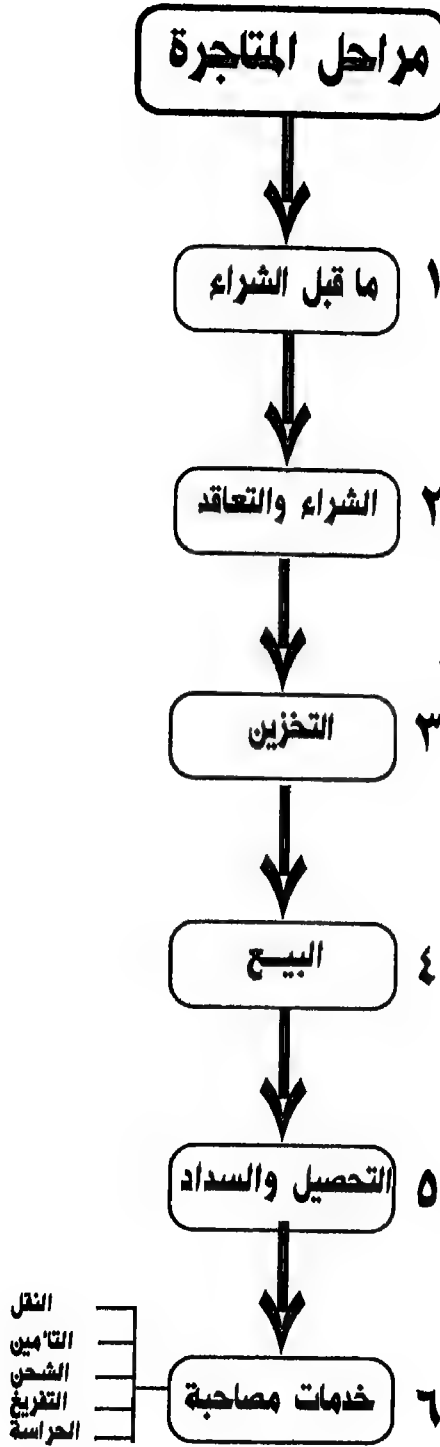 مراحل المتاجرة
١ ما قبل الشراء
٢ الشراء والتعاقد
٣ التخزين
٤ البيـــع
٥ التحصيل والسداد
٦ خدمات مصاحبة
النقل
التأمين
الشحن
التفريغ
الحراسة